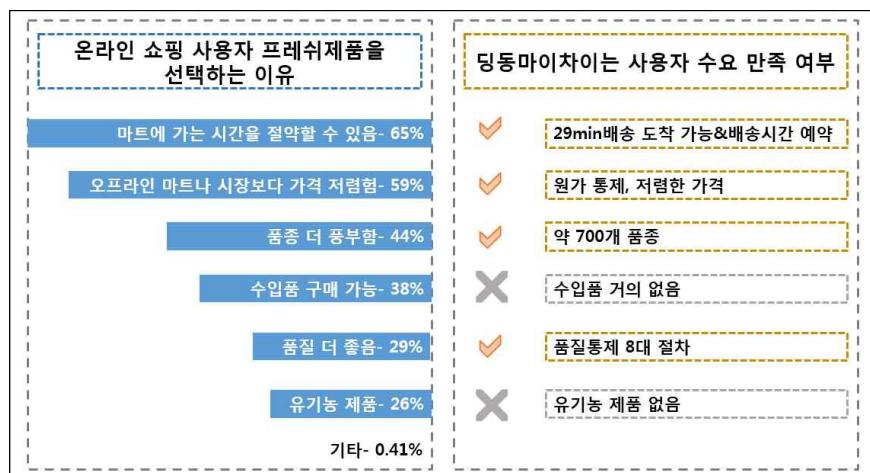 온라인 쇼핑 사용자 프레쉬제품을
선택하는 이유
마트에 가는 시간을 절약할 수 있음- 65%
오프라인 마트나 시장보다 가격 저렴험- 59%
품종 더 풍부함- 44%
수입품 구매 가능- 38%
품질 더 좋음- 29%
유기농 제품- 26%
기타- 0.41%
딩동마이차이는 사용자 수요 만족 여부
29min배송 도착 가능&배송시간 예약
원가 통제, 저렴한 가격
약 700개 품종
수입품 거의 없음
품질통제 8대 절차
유기농 제품 없음